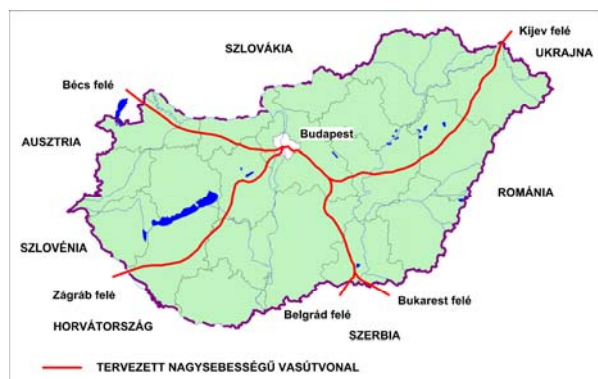 Kijev felé
SZLOVÁKIA
UKRAJNA
Bécs felé
Budapest
AUSZTRIA
ROMÁNIA
SZLOVÉNIA
Zágráb felé
Bukarest felé
Belgrád felé
HORVÁTORSZÁG
SZERBIA
TERVEZETT NAGYSEBESSÉGŰ VASÚTVONAL